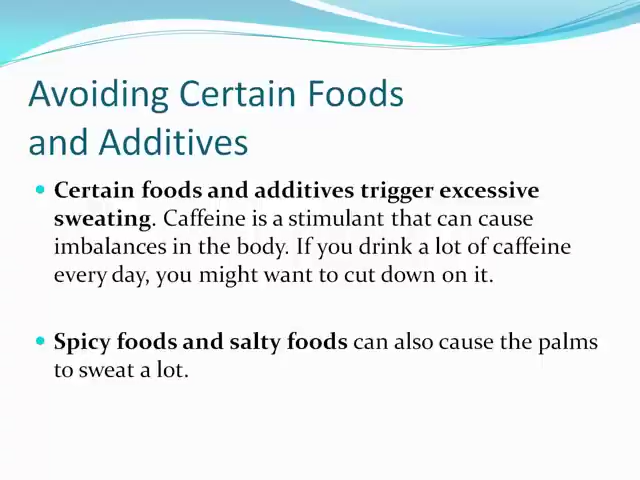 Avoiding Certain Foods
and Additives
• Certain foods and additives trigger excessive
sweating. Caffeine is a stimulant that can cause
imbalances in the body. If you drink a lot of caffeine
every day, you might want to cut down on it.
• Spicy foods and salty foods can also cause the palms
to sweat a lot.